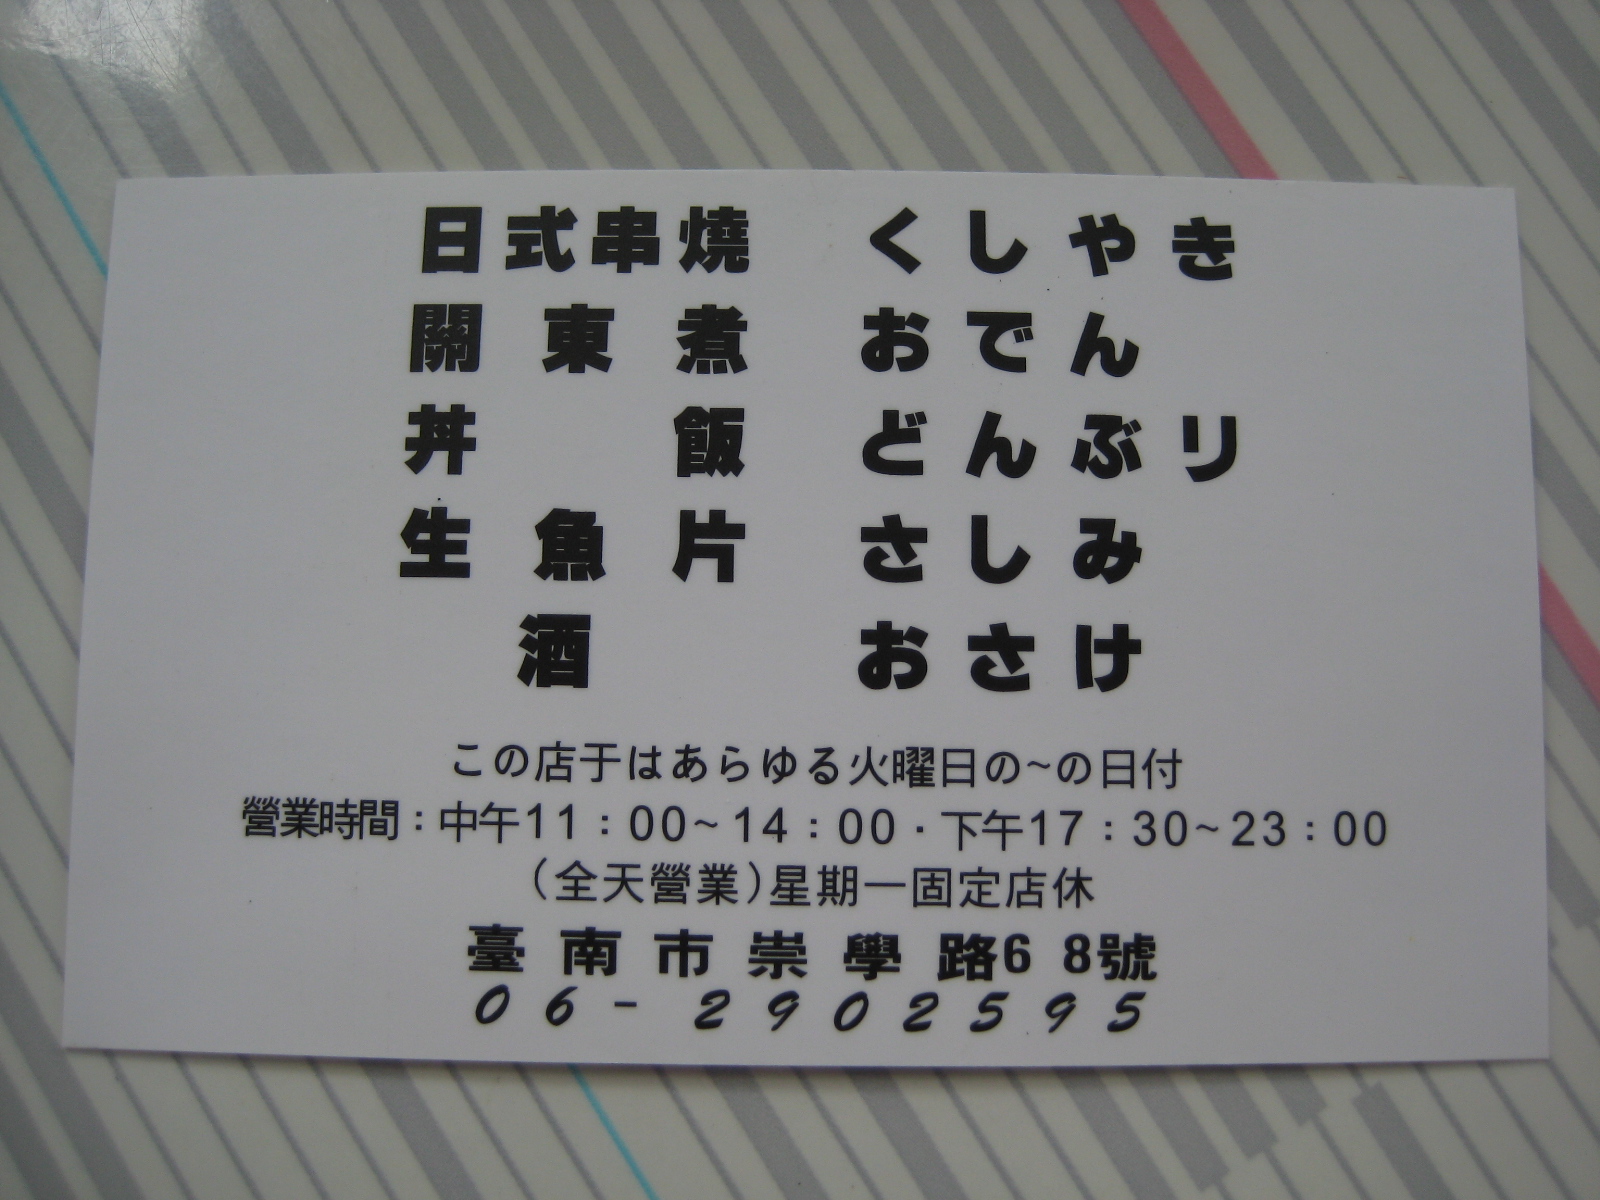 日式串燒 くしやき
關東煮 おでん
丼飯 どんぶり
生魚片 さしみ
酒 おさけ
この店于はあらゆる火曜日の~の日付
營業時間：中午11：00~14：00・下午17：30~23：00
(全天營業)星期一固定店休
臺南市崇學路68號
06-2902595